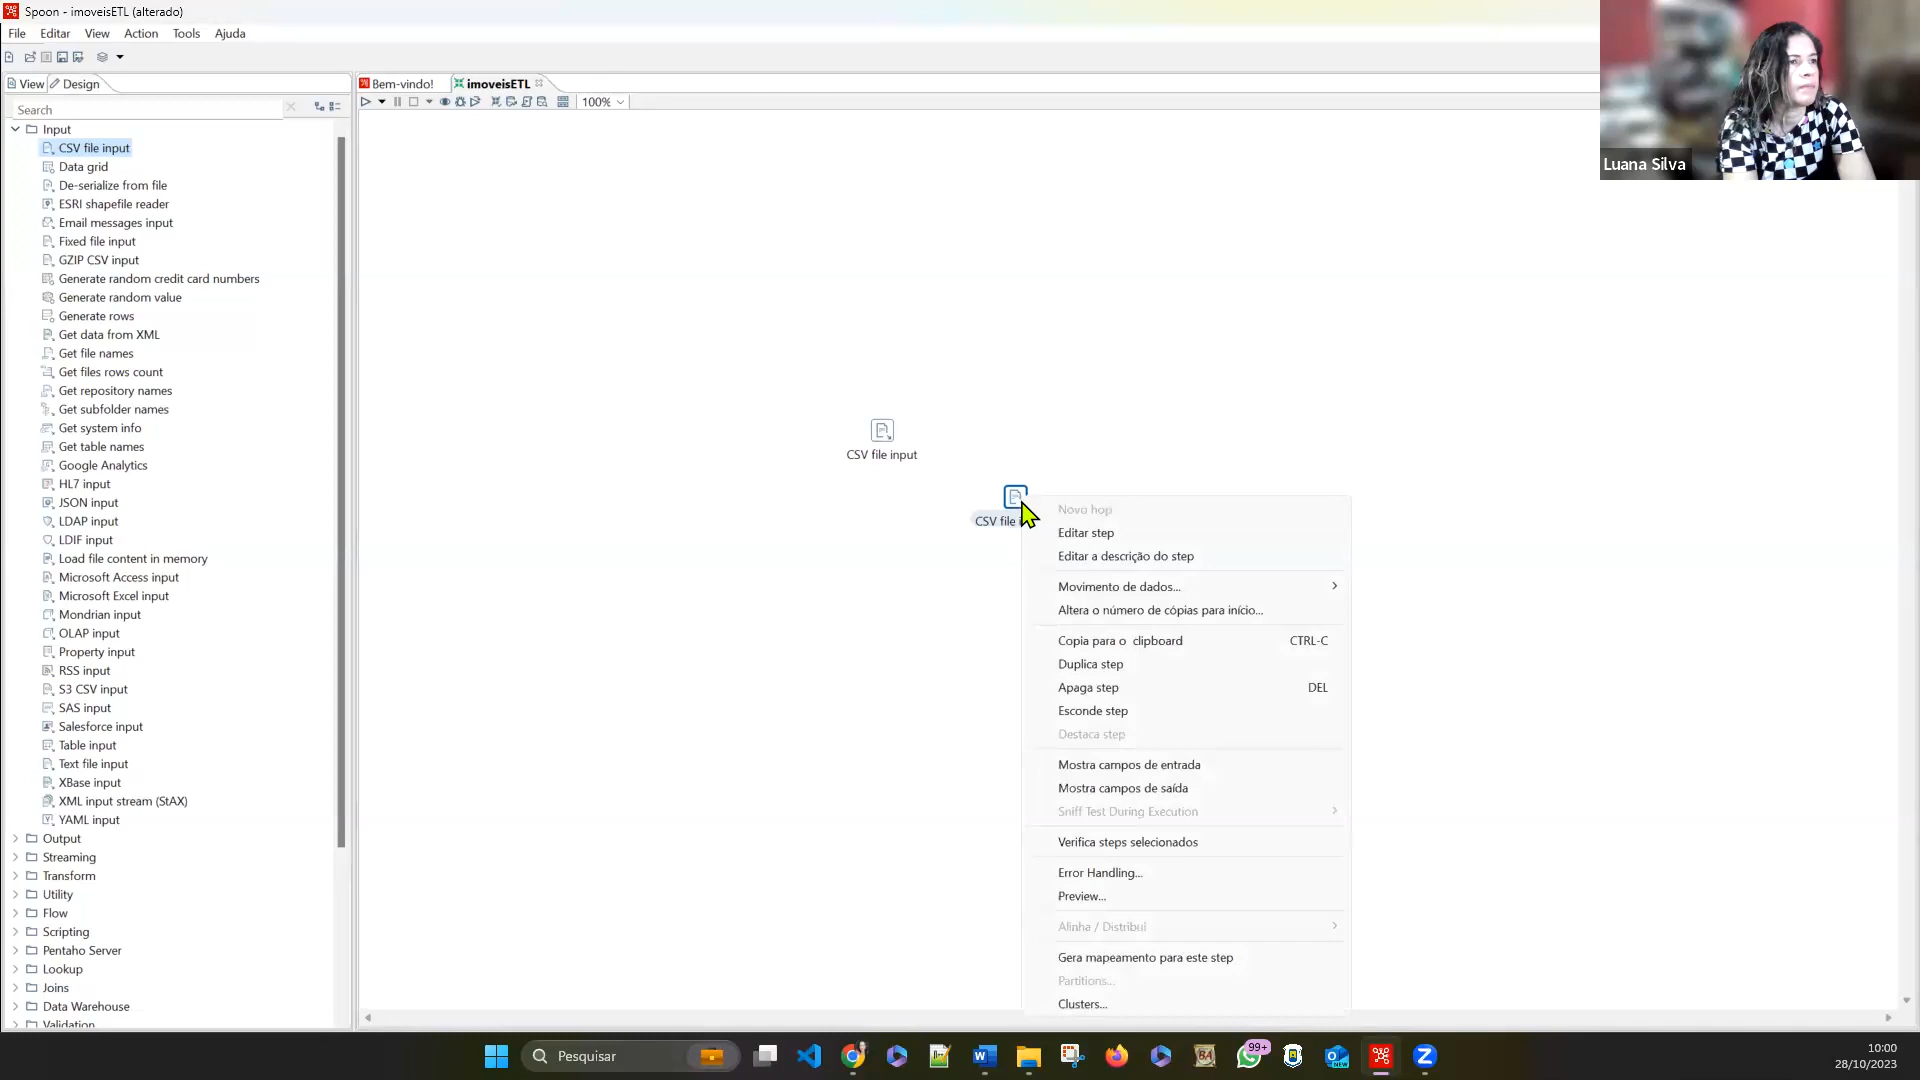 Spoon - imoveisETL (alterado)
File Editar View Action Tools Ajuda
View Design
Bem-vindo! imoveisETL
100%
Search
Input
CSV file input
Data grid
De-serialize from file
ESRI shapefile reader
Email messages input
Fixed file input
GZIP CSV input
Generate random credit card numbers
Generate random value
Generate rows
Get data from XML
Get file names
Get files rows count
Get repository names
Get subfolder names
Get system info
Get table names
Google Analytics
HL7 input
JSON input
LDAP input
LDIF input
Load file content in memory
Microsoft Access input
Microsoft Excel input
Mondrian input
OLAP input
Property input
RSS input
S3 CSV input
SAS input
Salesforce input
Table input
Text file input
XBase input
XML input stream (StAX)
YAML input
Output
Streaming
Transform
Utility
Flow
Scripting
Pentaho Server
Lookup
Joins
Data Warehouse
Validation
CSV file input
CSV file i
Novo hop
Editar step
Editar a descrição do step
Movimento de dados...
Altera o número de cópias para início...
Copia para o clipboard CTRL-C
Duplica step
Apaga step DEL
Esconde step
Destaca step
Mostra campos de entrada
Mostra campos de saída
Sniff Test During Execution
Verifica steps selecionados
Error Handling...
Preview...
Alinha / Distribui
Gera mapeamento para este step
Partitions...
Clusters...
Luana Silva
Pesquisar
99+
NEW
10:00
28/10/2023